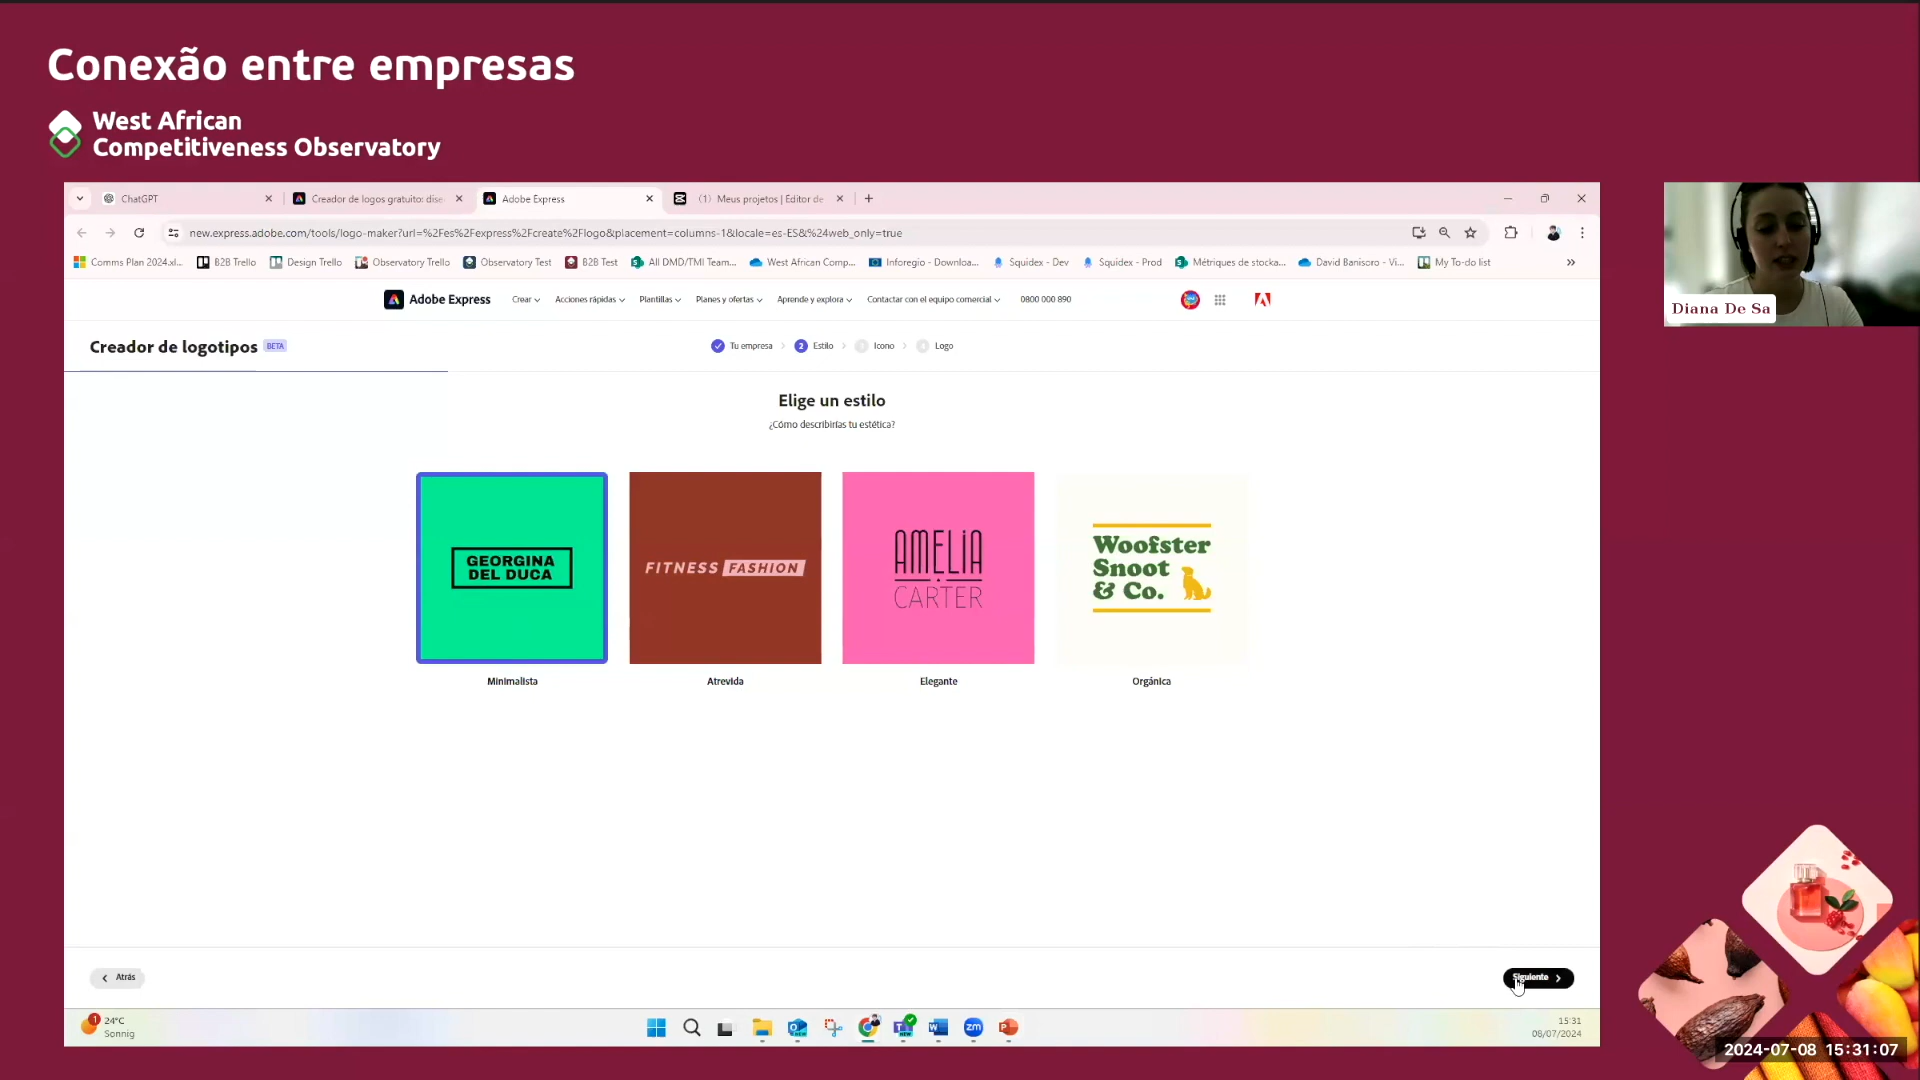 Conexão entre empresas
West African
Competitiveness Observatory
ChatGPT
Creador de logos gratuito: dise
Adobe Express
(1) Meus projetos | Editor de
new.express.adobe.com/tools/logo-maker?url=%2Fes%2Fexpress%2Fcreate%2Flogo&placement=columns-1&locale=es-ES&%24web_only=true
Comms Plan 2024.xl...
B2B Trello
Design Trello
Observatory Trello
Observatory Test
B2B Test
All DMD/TMI Team...
West African Comp...
Inforegio - Downloa...
Squidex - Dev
Squidex - Prod
Métriques de stocka...
David Banisoro - Vi...
My To-do list
Adobe Express
Crear
Acciones rápidas
Plantillas
Planes y ofertas
Aprende y explora
Contactar con el equipo comercial
0800 000 890
Creador de logotipos BETA
Tu empresa
2 Estilo
Icono
Logo
Elige un estilo
¿Cómo describirías tu estética?
GEORGINA
DEL DUCA
FITNESS FASHION
AMELIA
CARTER
Woofster
Snoot
& Co.
Minimalista
Atrevida
Elegante
Orgánica
Atrás
Siguiente
1
24°C
Sonnig
15:31
08/07/2024
Diana De Sa
2024-07-08 15:31:07